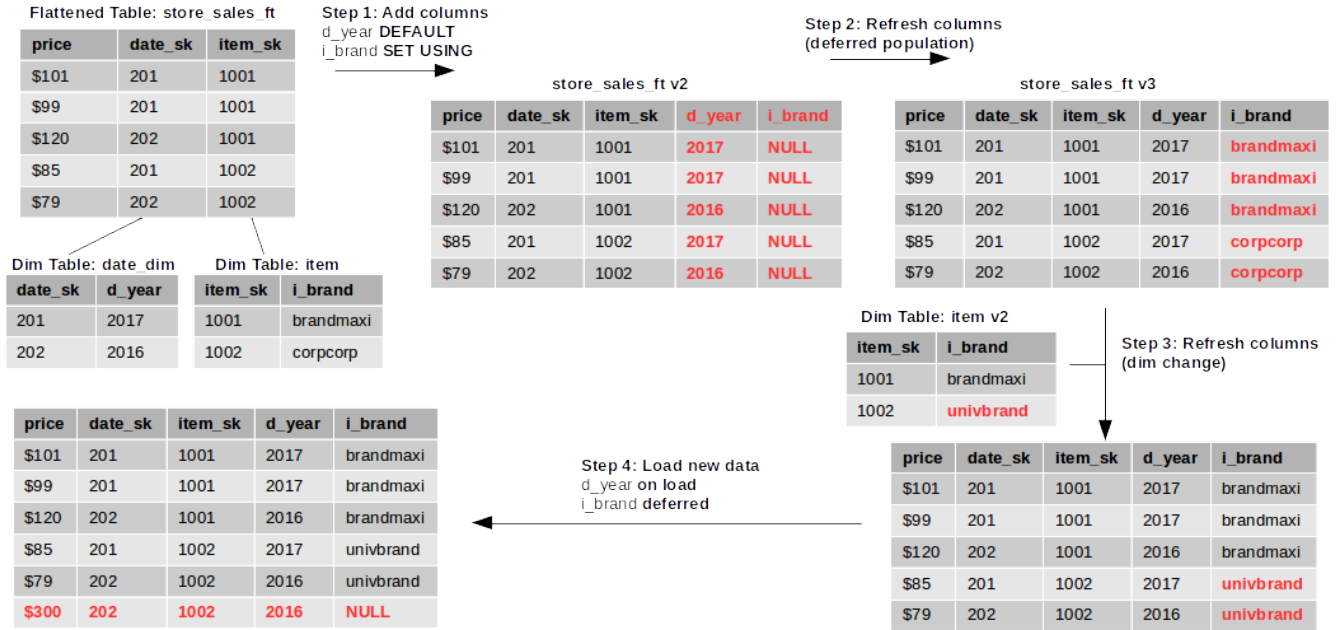 Flattened Table: store_sales_ft
price date_sk item_sk
$101 201 1001
$99 201 1001
$120 202 1001
$85 201 1002
$79 202 1002
Dim Table: date_dim
date_sk d_year
201 2017
202 2016
Dim Table: item
item_sk i_brand
1001 brandmaxi
1002 corpcorp
Step 1: Add columns
d_year DEFAULT
i_brand SET USING
store_sales_ft v2
price date_sk item_sk d_year i_brand
$101 201 1001 2017 NULL
$99 201 1001 2017 NULL
$120 202 1001 2016 NULL
$85 201 1002 2017 NULL
$79 202 1002 2016 NULL
Step 2: Refresh columns
(deferred population)
store_sales_ft v3
price date_sk item_sk d_year i_brand
$101 201 1001 2017 brandmaxi
$99 201 1001 2017 brandmaxi
$120 202 1001 2016 brandmaxi
$85 201 1002 2017 corpcorp
$79 202 1002 2016 corpcorp
Dim Table: item v2
item_sk i_brand
1001 brandmaxi
1002 univbrand
Step 3: Refresh columns
(dim change)
price date_sk item_sk d_year i_brand
$101 201 1001 2017 brandmaxi
$99 201 1001 2017 brandmaxi
$120 202 1001 2016 brandmaxi
$85 201 1002 2017 univbrand
$79 202 1002 2016 univbrand
Step 4: Load new data
d_year on load
i_brand deferred
price date_sk item_sk d_year i_brand
$101 201 1001 2017 brandmaxi
$99 201 1001 2017 brandmaxi
$120 202 1001 2016 brandmaxi
$85 201 1002 2017 univbrand
$79 202 1002 2016 univbrand
$300 202 1002 2016 NULL